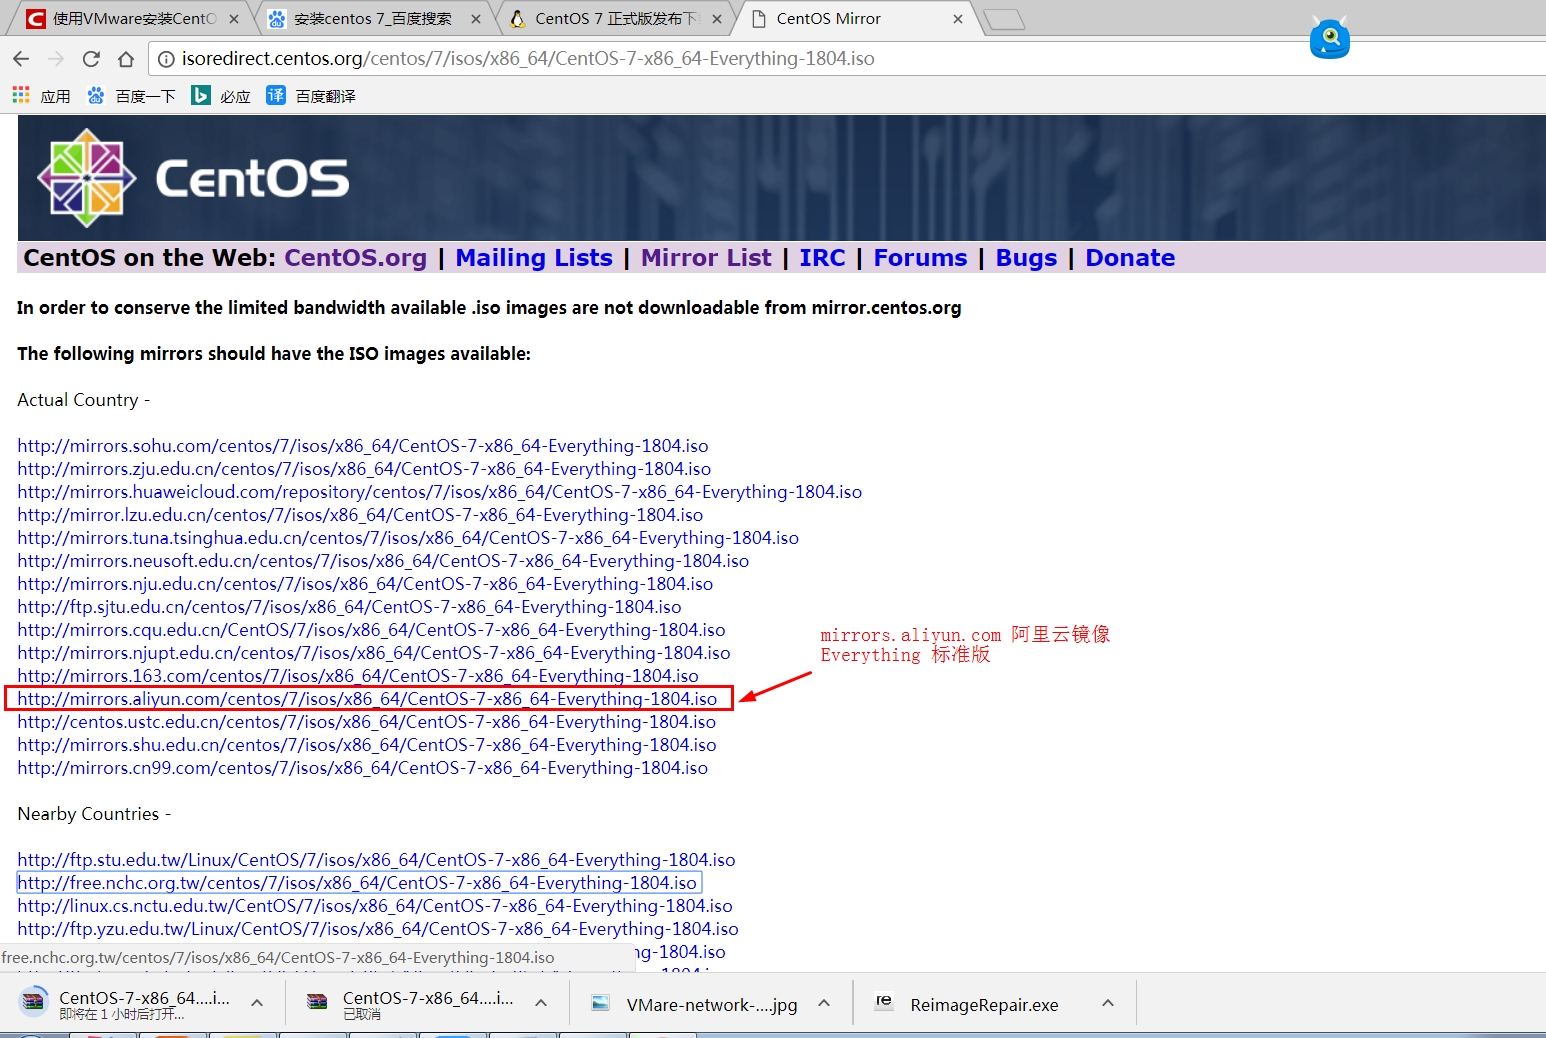 使用VMware安装CentO
安装centos 7_百度搜索
CentOS 7 正式版发布下
CentOS Mirror
isoredirect.centos.org/centos/7/isos/x86_64/CentOS-7-x86_64-Everything-1804.iso
应用
百度一下
必应
译
百度翻译
CentOS
CentOS on the Web: CentOS.org | Mailing Lists | Mirror List | IRC | Forums | Bugs | Donate
In order to conserve the limited bandwidth available .iso images are not downloadable from mirror.centos.org
The following mirrors should have the ISO images available:
Actual Country -
http://mirrors.sohu.com/centos/7/isos/x86_64/CentOS-7-x86_64-Everything-1804.iso
http://mirrors.zju.edu.cn/centos/7/isos/x86_64/CentOS-7-x86_64-Everything-1804.iso
http://mirrors.huaweicloud.com/repository/centos/7/isos/x86_64/CentOS-7-x86_64-Everything-1804.iso
http://mirror.lzu.edu.cn/centos/7/isos/x86_64/CentOS-7-x86_64-Everything-1804.iso
http://mirrors.tuna.tsinghua.edu.cn/centos/7/isos/x86_64/CentOS-7-x86_64-Everything-1804.iso
http://mirrors.neusoft.edu.cn/centos/7/isos/x86_64/CentOS-7-x86_64-Everything-1804.iso
http://mirrors.nju.edu.cn/centos/7/isos/x86_64/CentOS-7-x86_64-Everything-1804.iso
http://ftp.sjtu.edu.cn/centos/7/isos/x86_64/CentOS-7-x86_64-Everything-1804.iso
http://mirrors.cqu.edu.cn/CentOS/7/isos/x86_64/CentOS-7-x86_64-Everything-1804.iso
http://mirrors.njupt.edu.cn/centos/7/isos/x86_64/CentOS-7-x86_64-Everything-1804.iso
http://mirrors.163.com/centos/7/isos/x86_64/CentOS-7-x86_64-Everything-1804.iso
http://mirrors.aliyun.com/centos/7/isos/x86_64/CentOS-7-x86_64-Everything-1804.iso
mirrors.aliyun.com 阿里云镜像
Everything 标准版
http://centos.ustc.edu.cn/centos/7/isos/x86_64/CentOS-7-x86_64-Everything-1804.iso
http://mirrors.shu.edu.cn/centos/7/isos/x86_64/CentOS-7-x86_64-Everything-1804.iso
http://mirrors.cn99.com/centos/7/isos/x86_64/CentOS-7-x86_64-Everything-1804.iso
Nearby Countries -
http://ftp.stu.edu.tw/Linux/CentOS/7/isos/x86_64/CentOS-7-x86_64-Everything-1804.iso
http://free.nchc.org.tw/centos/7/isos/x86_64/CentOS-7-x86_64-Everything-1804.iso
http://linux.cs.nctu.edu.tw/CentOS/7/isos/x86_64/CentOS-7-x86_64-Everything-1804.iso
http://ftp.yzu.edu.tw/Linux/CentOS/7/isos/x86_64/CentOS-7-x86_64-Everything-1804.iso
ng-1804.iso
free.nchc.org.tw/centos/7/isos/x86_64/CentOS-7-x86_64-Everything-1804.iso
CentOS-7-x86_64....i...
即将在 1 小时后打开...
CentOS-7-x86_64....i...
已取消
VMare-network-....jpg
re
ReimageRepair.exe